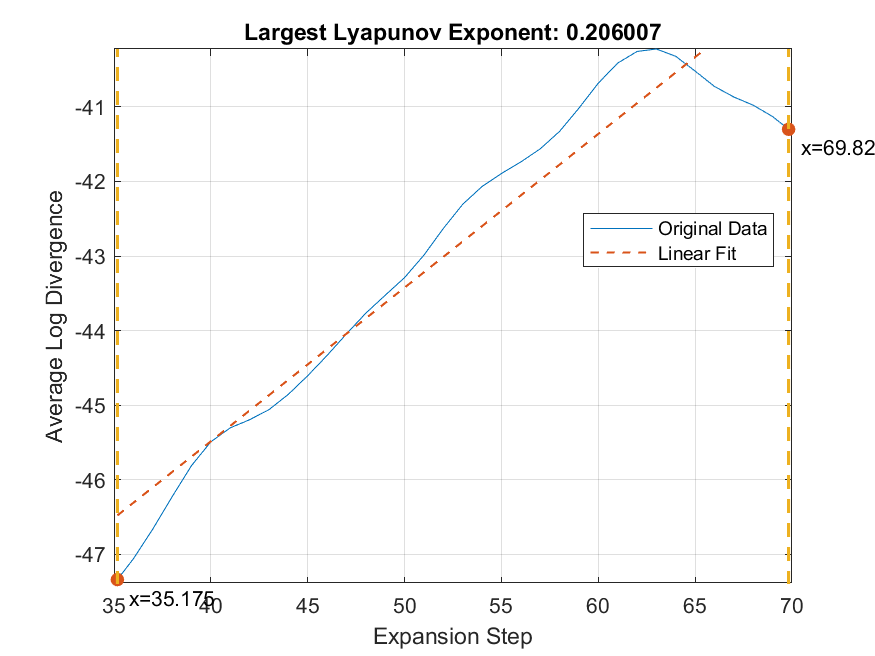 Largest Lyapunov Exponent: 0.206007
Average Log Divergence
-41
-42
-43
-44
-45
-46
-47
x=69.82
Original Data
Linear Fit
x=35.175
35 40 45 50 55 60 65 70
Expansion Step